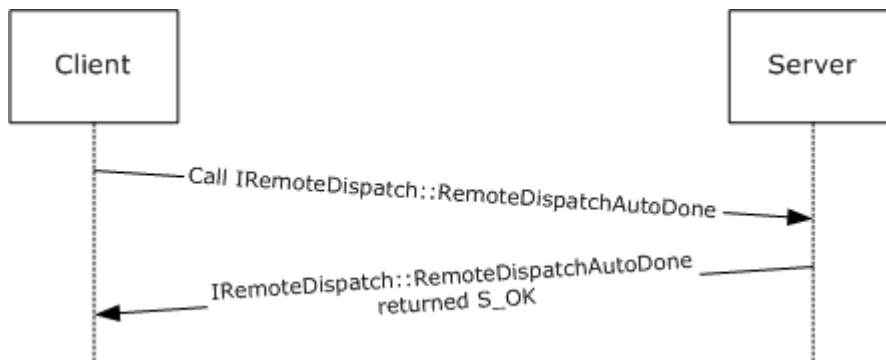 Client
Server
Call IRemoteDispatch::RemoteDispatchAutoDone
IRemoteDispatch::RemoteDispatchAutoDone
returned S_OK